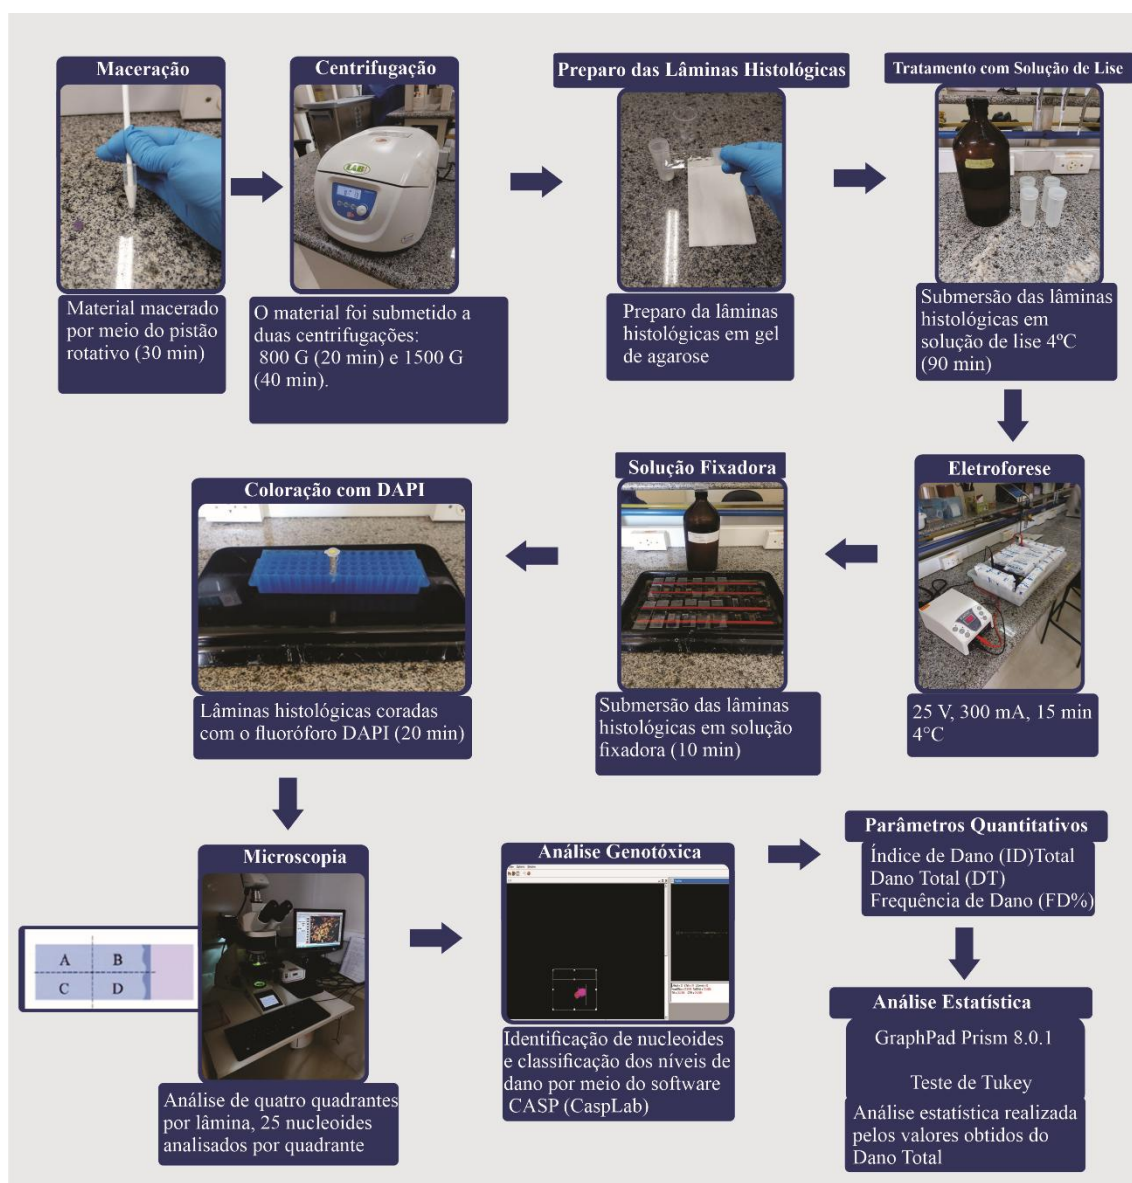 Maceração
Material macerado
por meio do pistão
rotativo (30 min)
Centrifugação
LAB
O material foi submetido a
duas centrifugações:
800 G (20 min) e 1500 G
(40 min).
Preparo das Lâminas Histológicas
Preparo da lâminas
histológicas em gel
de agarose
Tratamento com Solução de Lise
Submersão das lâminas
histológicas em
solução de lise 4ºC
(90 min)
Eletroforese
25 V, 300 mA, 15 min
4°C
Solução Fixadora
Submersão das lâminas
histológicas em solução
fixadora (10 min)
Coloração com DAPI
Lâminas histológicas coradas
com o fluoróforo DAPI (20 min)
Microscopia
A B
C D
Análise de quatro quadrantes
por lâmina, 25 nucleoides
analisados por quadrante
Análise Genotóxica
Identificação de nucleoides
e classificação dos níveis de
dano por meio do software
CASP (CaspLab)
Parâmetros Quantitativos
Índice de Dano (ID)Total
Dano Total (DT)
Frequência de Dano (FD%)
Análise Estatística
GraphPad Prism 8.0.1
Teste de Tukey
Análise estatística realizada
pelos valores obtidos do
Dano Total